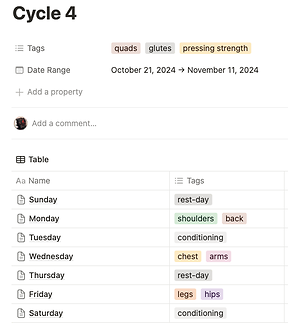 Cycle 4
Tags quads glutes pressing strength
Date Range October 21, 2024 → November 11, 2024
+ Add a property
Add a comment...
Table
Aa Name Tags
Sunday rest-day
Monday shoulders back
Tuesday conditioning
Wednesday chest arms
Thursday rest-day
Friday legs hips
Saturday conditioning